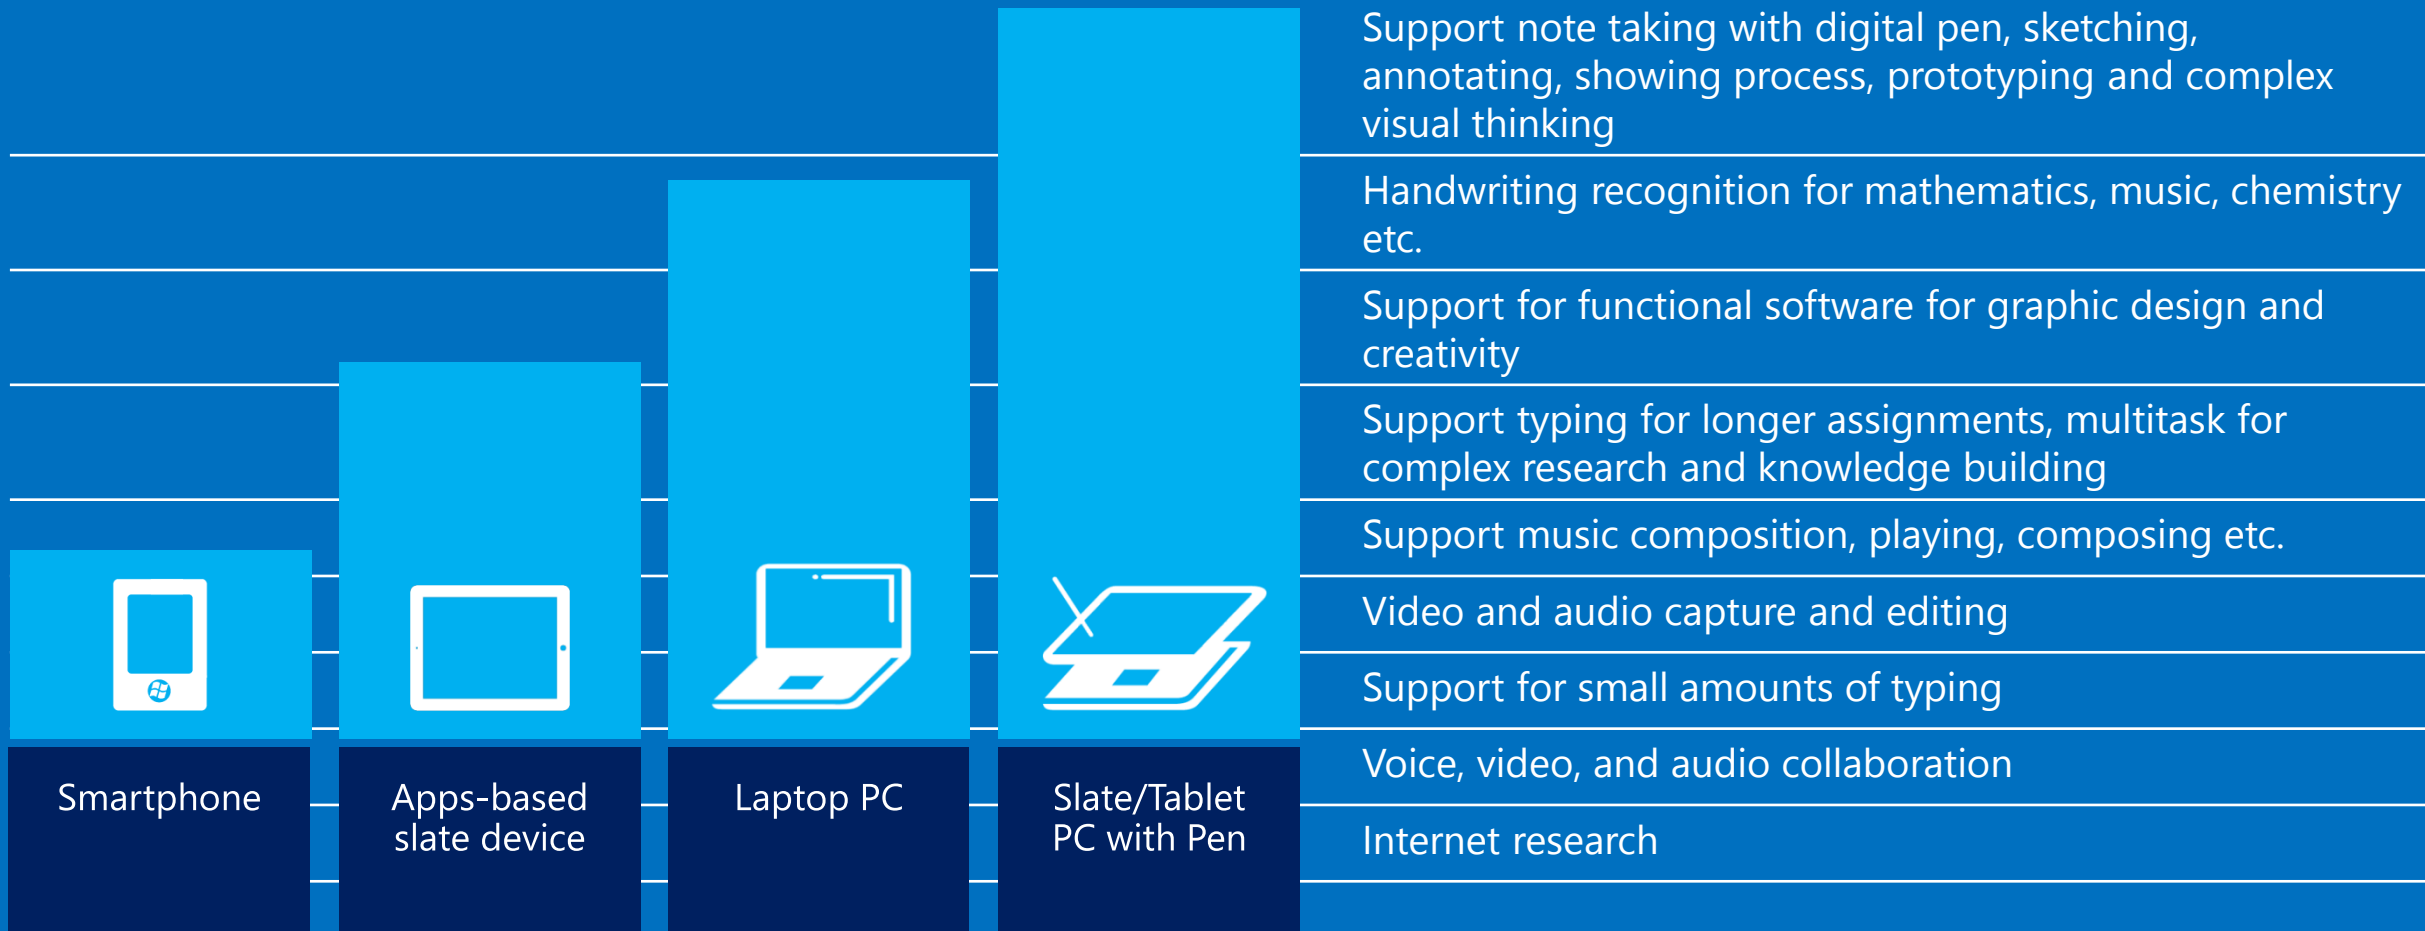 Support note taking with digital pen, sketching,
annotating, showing process, prototyping and complex
visual thinking
Handwriting recognition for mathematics, music, chemistry
etc.
Support for functional software for graphic design and
creativity
Support typing for longer assignments, multitask for
complex research and knowledge building
Support music composition, playing, composing etc.
Video and audio capture and editing
Support for small amounts of typing
Voice, video, and audio collaboration
Internet research
Smartphone
Apps-based
slate device
Laptop PC
Slate/Tablet
PC with Pen